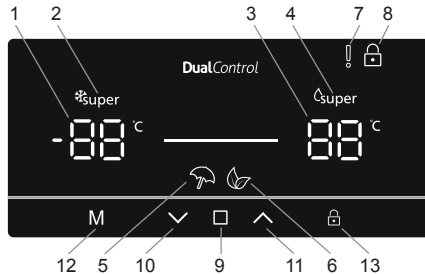 1 2 3 4 7 8
DualControl
super super
-88 °C 88 °C
M
12 5 10 9 11 6 13